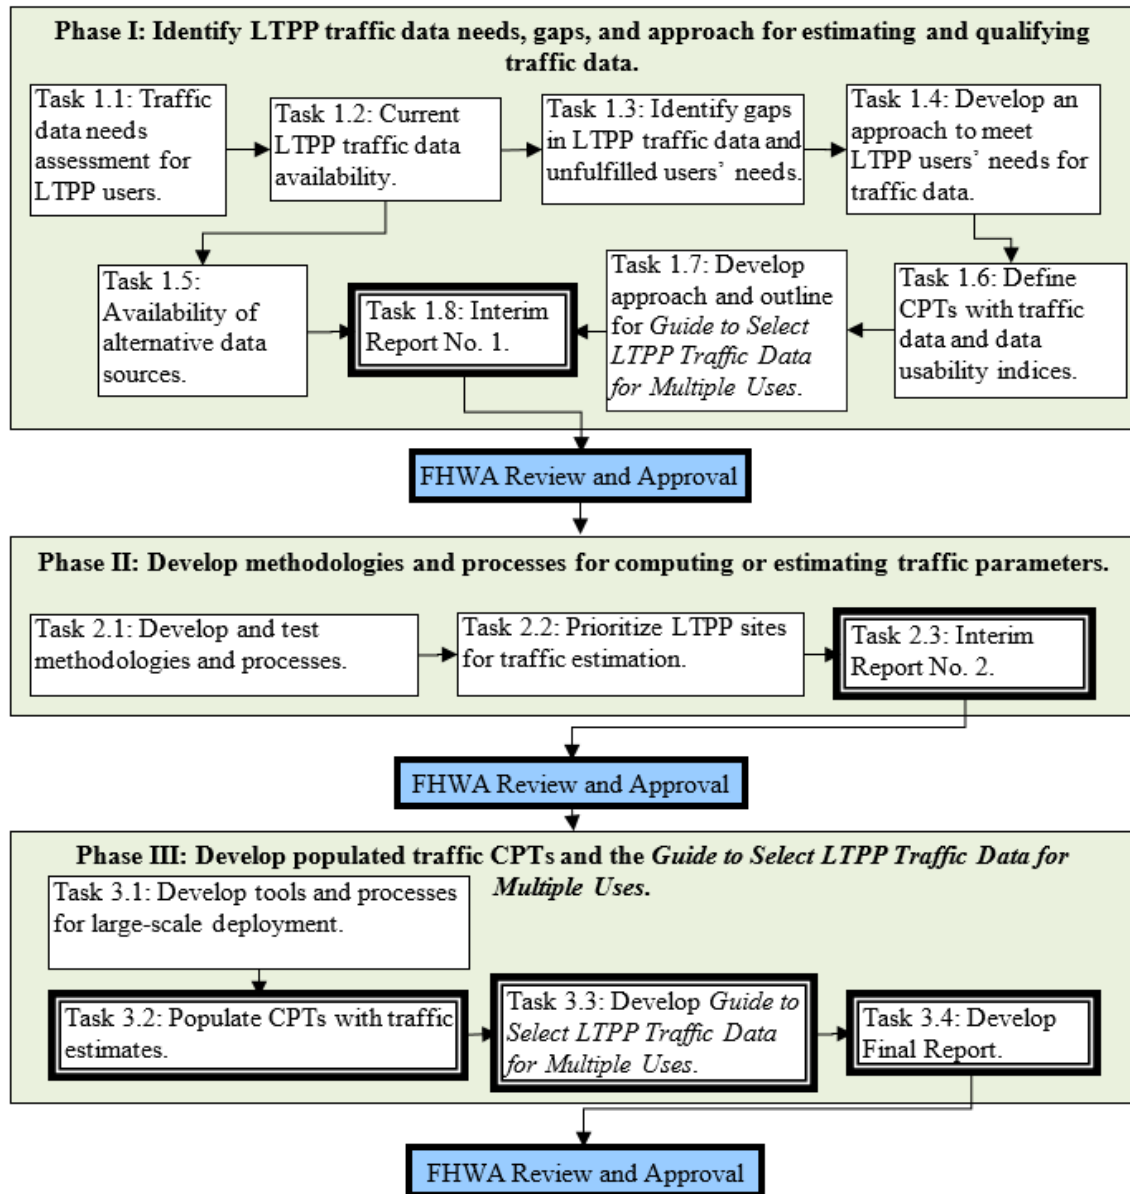 Phase I: Identify LTPP traffic data needs, gaps, and approach for estimating and qualifying
traffic data.
Task 1.1: Traffic
data needs
assessment for
LTPP users.
Task 1.2: Current
LTPP traffic data
availability.
Task 1.3: Identify gaps
in LTPP traffic data and
unfulfilled users’ needs.
Task 1.4: Develop an
approach to meet
LTPP users’ needs for
traffic data.
Task 1.5:
Availability of
alternative data
sources.
Task 1.8: Interim
Report No. 1.
Task 1.7: Develop
approach and outline
for Guide to Select
LTPP Traffic Data
for Multiple Uses.
Task 1.6: Define
CPTs with traffic
data and data
usability indices.
FHWA Review and Approval
Phase II: Develop methodologies and processes for computing or estimating traffic parameters.
Task 2.1: Develop and test
methodologies and processes.
Task 2.2: Prioritize LTPP sites
for traffic estimation.
Task 2.3: Interim
Report No. 2.
FHWA Review and Approval
Phase III: Develop populated traffic CPTs and the Guide to Select LTPP Traffic Data for
Multiple Uses.
Task 3.1: Develop tools and processes
for large-scale deployment.
Task 3.2: Populate CPTs with traffic
estimates.
Task 3.3: Develop Guide to
Select LTPP Traffic Data
for Multiple Uses.
Task 3.4: Develop
Final Report.
FHWA Review and Approval